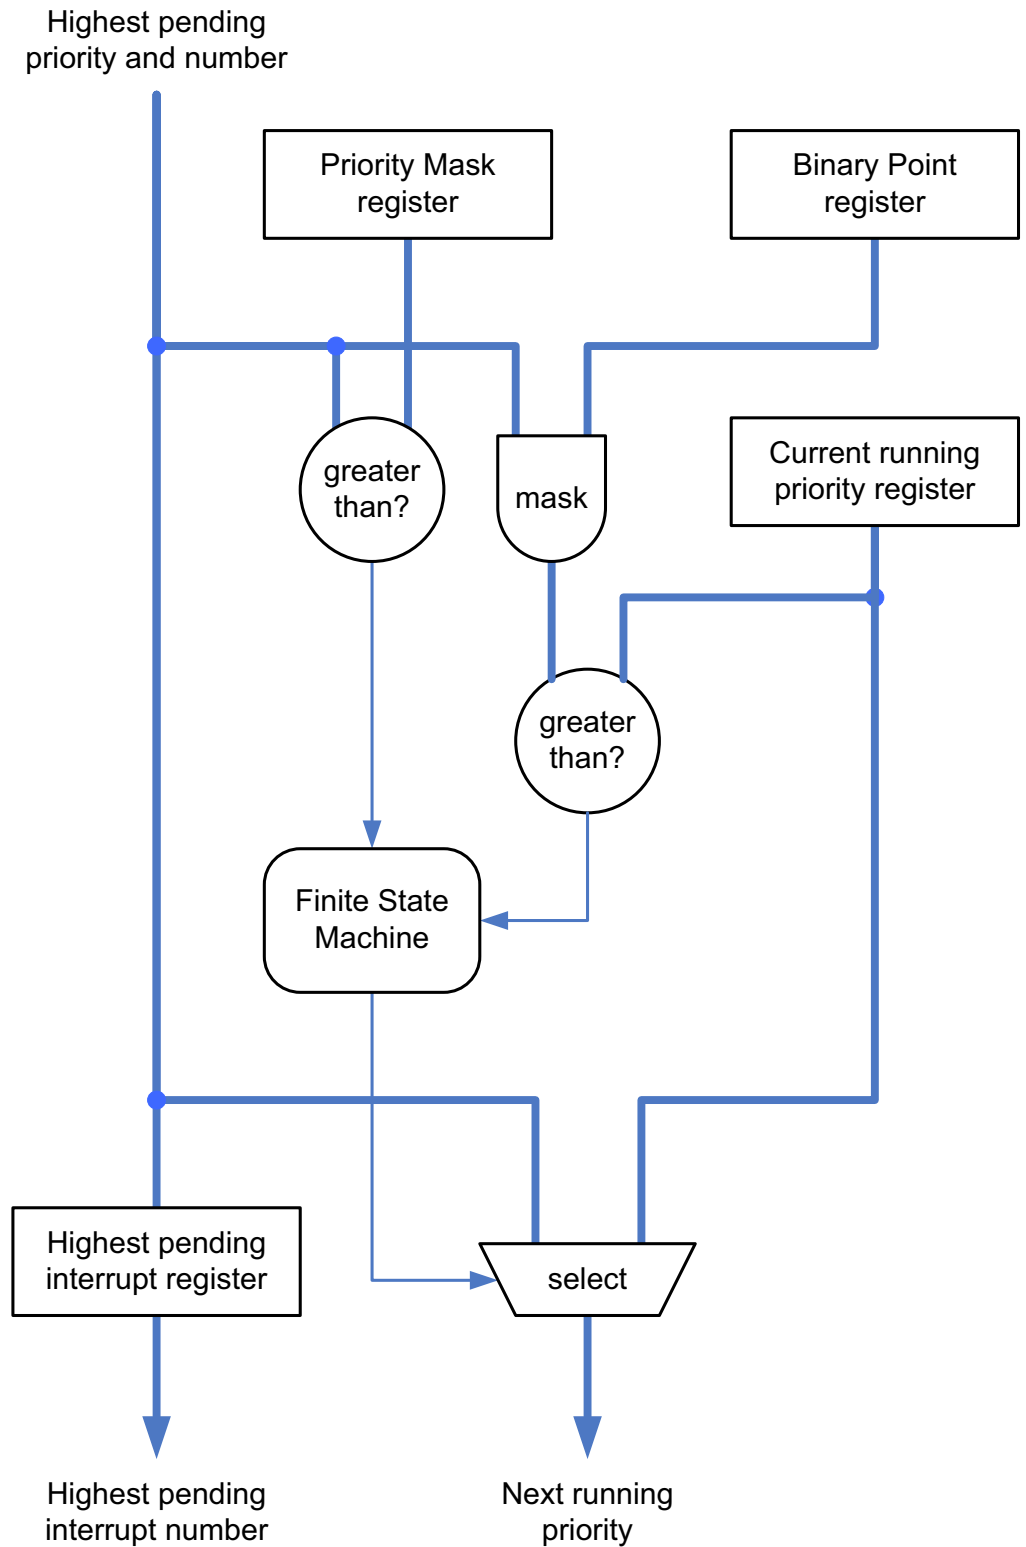 Highest pending
priority and number
Priority Mask
register
Binary Point
register
greater
than?
mask
Current running
priority register
greater
than?
Finite State
Machine
Highest pending
interrupt register
select
Highest pending
interrupt number
Next running
priority